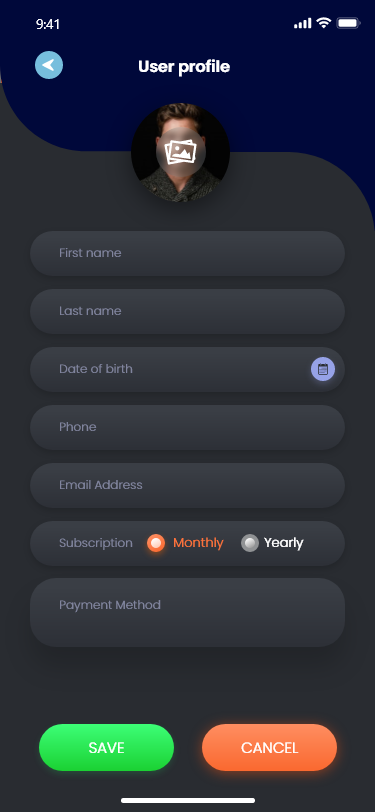 9:41
User profile
First name
Last name
Date of birth
Phone
Email Address
Subscription Monthly Yearly
Payment Method
SAVE CANCEL